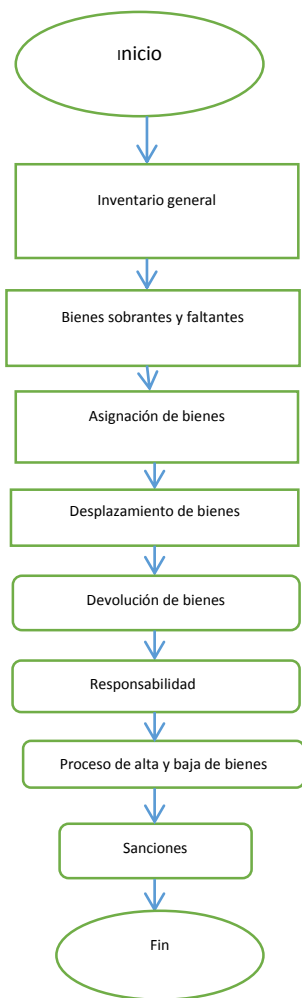 Inicio
Inventario general
Bienes sobrantes y faltantes
Asignación de bienes
Desplazamiento de bienes
Devolución de bienes
Responsabilidad
Proceso de alta y baja de bienes
Sanciones
Fin